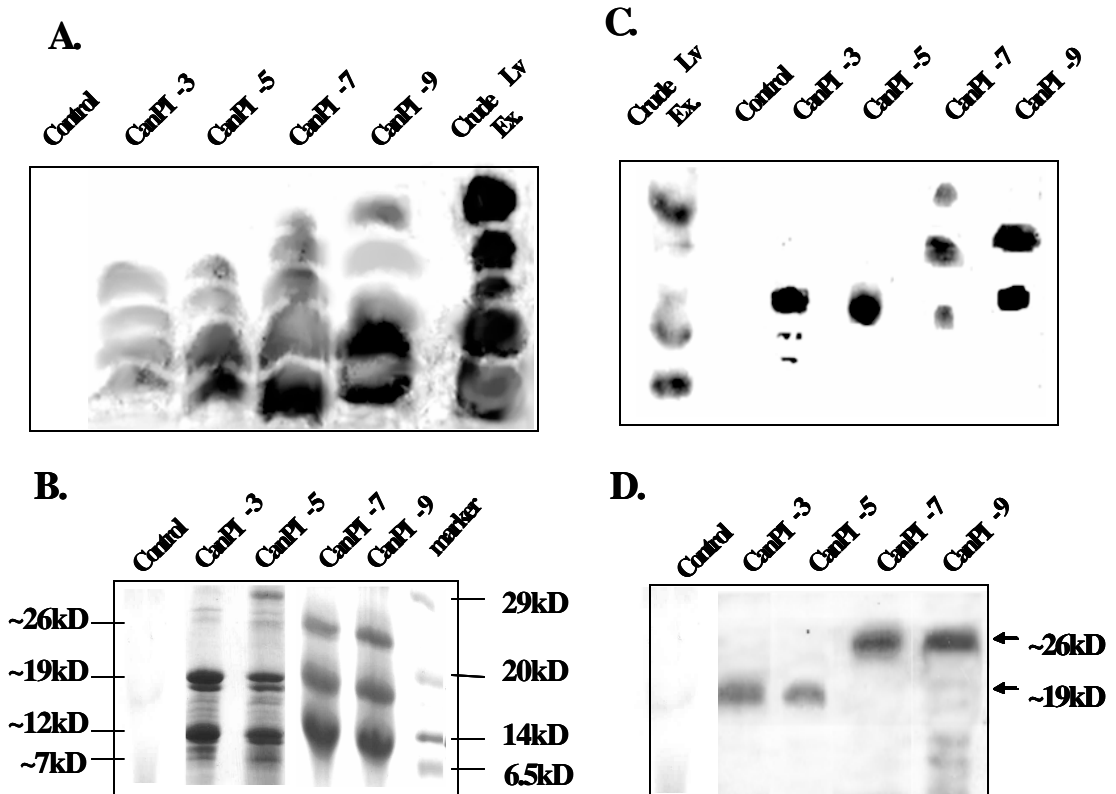 A.
Control
CanPI -3
CanPI -5
CanPI -7
CanPI -9
Crude Lv
Ex.
C.
Crude Lv
Ex.
Control
CanPI -3
CanPI -5
CanPI -7
CanPI -9
B.
Control
CanPI -3
CanPI -5
CanPI -7
CanPI -9
marker
~26kD
~19kD
~12kD
~7kD
29kD
20kD
14kD
6.5kD
D.
Control
CanPI -3
CanPI -5
CanPI -7
CanPI -9
~26kD
~19kD